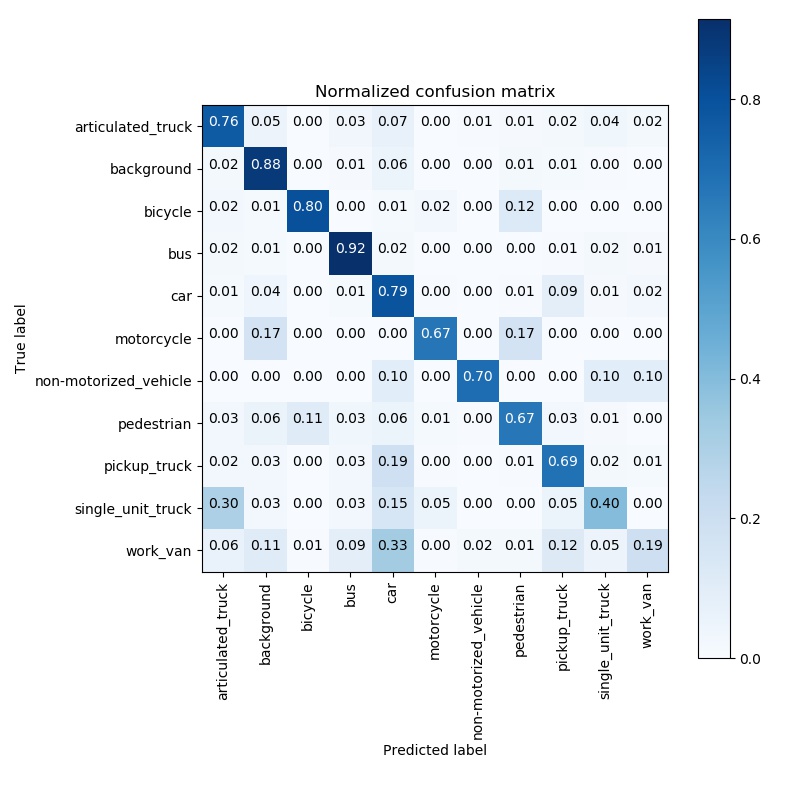 Normalized confusion matrix
articulated_truck 0.76 0.05 0.00 0.03 0.07 0.00 0.01 0.01 0.02 0.04 0.02
background 0.02 0.88 0.00 0.01 0.06 0.00 0.00 0.01 0.01 0.00 0.00
bicycle 0.02 0.01 0.80 0.00 0.01 0.02 0.00 0.12 0.00 0.00 0.00
bus 0.02 0.01 0.00 0.92 0.02 0.00 0.00 0.00 0.01 0.02 0.01
car 0.01 0.04 0.00 0.01 0.79 0.00 0.00 0.01 0.09 0.01 0.02
motorcycle 0.00 0.17 0.00 0.00 0.00 0.67 0.00 0.17 0.00 0.00 0.00
non-motorized_vehicle 0.00 0.00 0.00 0.00 0.10 0.00 0.70 0.00 0.00 0.10 0.10
pedestrian 0.03 0.06 0.11 0.03 0.06 0.01 0.00 0.67 0.03 0.01 0.00
pickup_truck 0.02 0.03 0.00 0.03 0.19 0.00 0.00 0.01 0.69 0.02 0.01
single_unit_truck 0.30 0.03 0.00 0.03 0.15 0.05 0.00 0.00 0.05 0.40 0.00
work_van 0.06 0.11 0.01 0.09 0.33 0.00 0.02 0.01 0.12 0.05 0.19
True label
articulated_truck
background
bicycle
bus
car
motorcycle
non-motorized_vehicle
pedestrian
pickup_truck
single_unit_truck
work_van
Predicted label
0.8
0.6
0.4
0.2
0.0